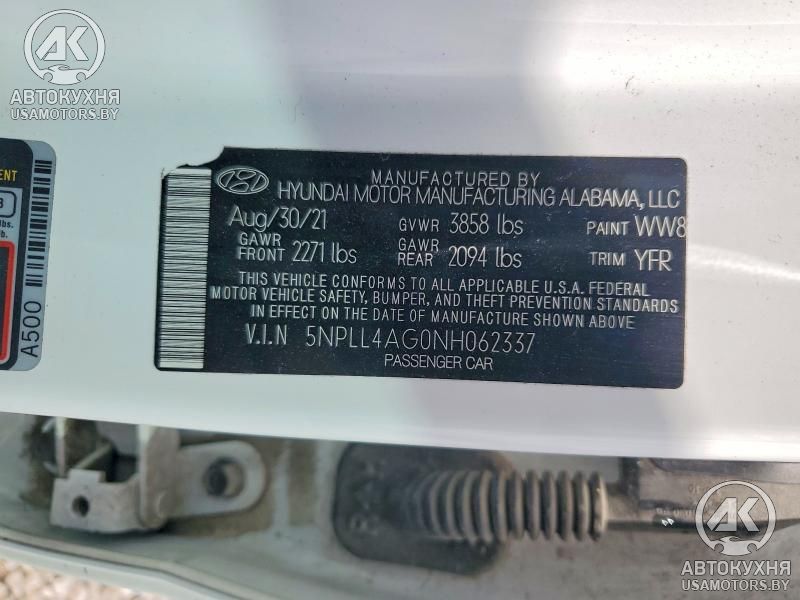 AK
АВТОКУХНЯ
USAMOTORS.BY
A500
MANUFACTURED BY
HYUNDAI MOTOR MANUFACTURING ALABAMA, LLC
Aug/30/21 GVWR 3858 lbs PAINT WW8
GAWR FRONT 2271 lbs GAWR REAR 2094 lbs TRIM YFR
THIS VEHICLE CONFORMS TO ALL APPLICABLE U.S.A. FEDERAL
MOTOR VEHICLE SAFETY, BUMPER, AND THEFT PREVENTION STANDARDS
IN EFFECT ON THE DATE OF MANUFACTURE SHOWN ABOVE
V.I.N 5NPLL4AG0NH062337
PASSENGER CAR
AK
АВТОКУХНЯ
USAMOTORS.BY